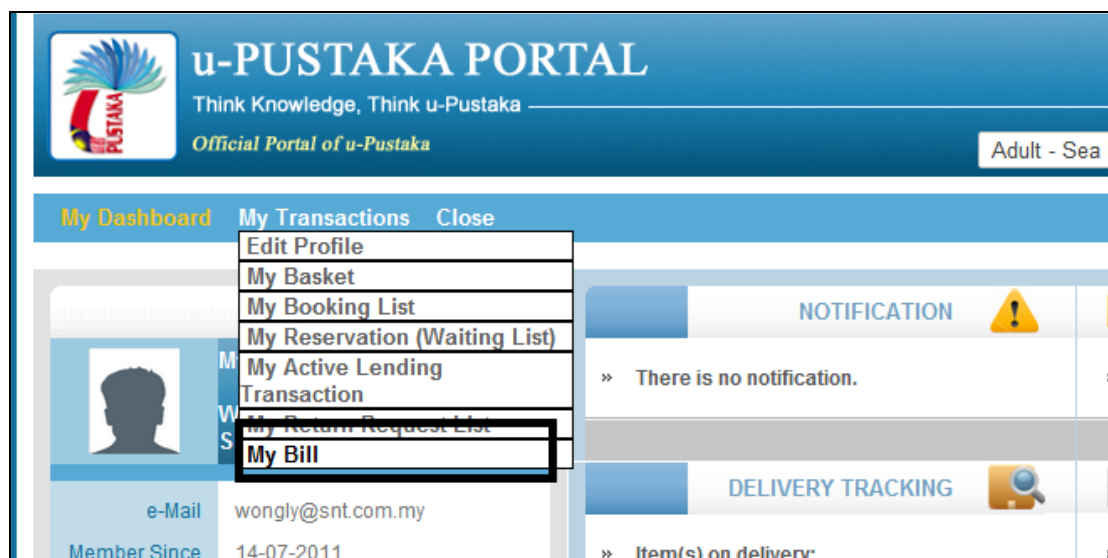 u-PUSTAKA PORTAL
Think Knowledge, Think u-Pustaka
Official Portal of u-Pustaka
PUSTAKA
Adult - Sea
My Dashboard My Transactions Close
Edit Profile
My Basket
My Booking List
My Reservation (Waiting List)
My Active Lending
Transaction
My Return Request List
My Bill
M
W
S
e-Mail wongly@snt.com.my
Member Since 14-07-2011
NOTIFICATION
» There is no notification.
DELIVERY TRACKING
» Item(s) on delivery: